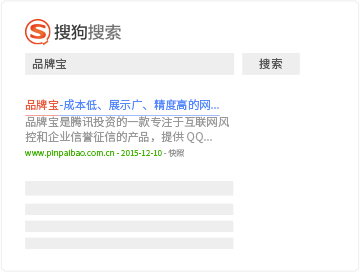 搜狗搜索
品牌宝 搜索
品牌宝-成本低、展示广、精度高的网...
品牌宝是腾讯投资的一款专注于互联网风
控和企业信誉征信的产品，提供 QQ...
www.pinpaibao.com.cn - 2015-12-10 - 快照